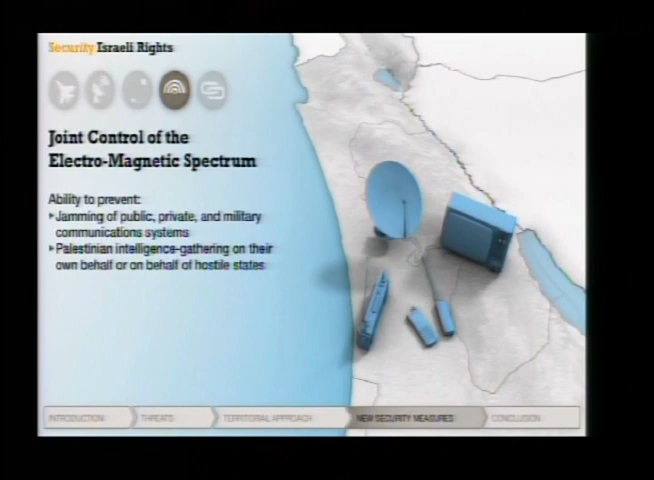 Security Israeli Rights
Joint Control of the
Electro-Magnetic Spectrum
Ability to prevent:
Jamming of public, private, and military
communications systems
Palestinian intelligence-gathering on their
own behalf or on behalf of hostile states
INTRODUCTION THREATS TERRITORIAL APPROACH NEW SECURITY MEASURES CONCLUSION